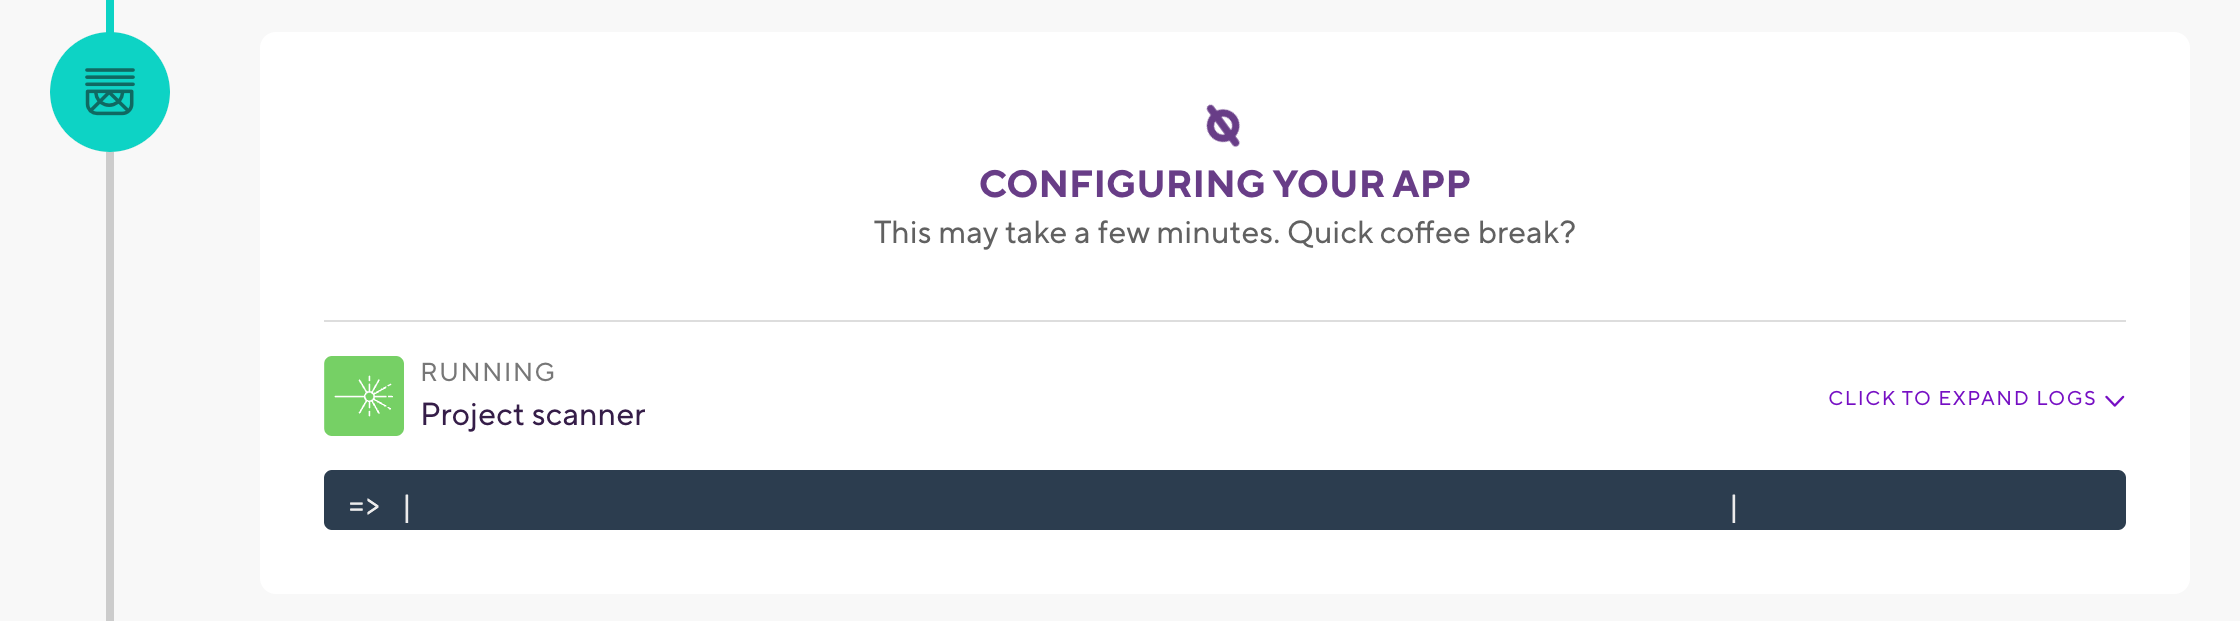 CONFIGURING YOUR APP
This may take a few minutes. Quick coffee break?
RUNNING
Project scanner
CLICK TO EXPAND LOGS
=> | |